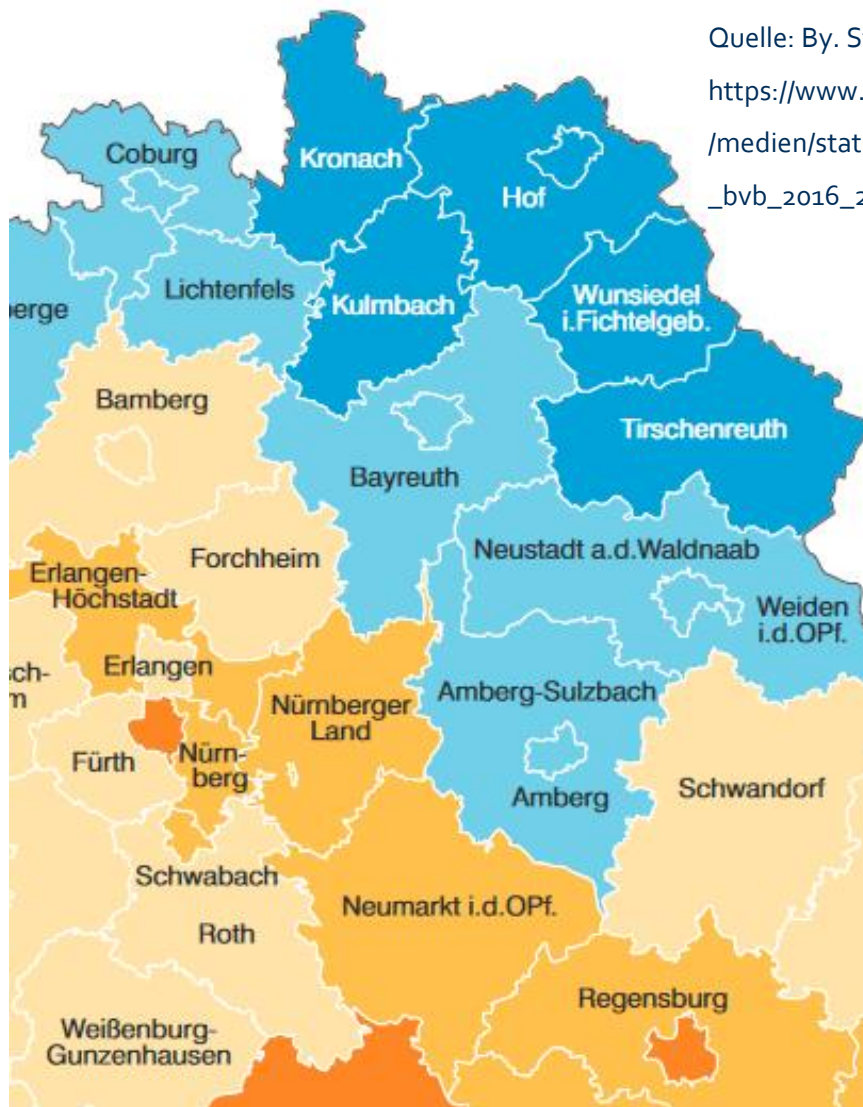 Quelle: By. S
https://www.
/medien/stat
_bvb_2016_2
Coburg
Kronach
Hof
Lichtenfels
Kulmbach
Wunsiedel
i.Fichtelgeb.
berge
Bamberg
Tirschenreuth
Bayreuth
Forchheim
Neustadt a.d.Waldnaab
Erlangen-
Höchstadt
Weiden
i.d.OPf.
Erlangen
sch-
m
Amberg-Sulzbach
Nürnberger
Land
Fürth
Nürn-
berg
Amberg
Schwandorf
Schwabach
Neumarkt i.d.OPf.
Roth
Regensburg
Weißenburg-
Gunzenhausen